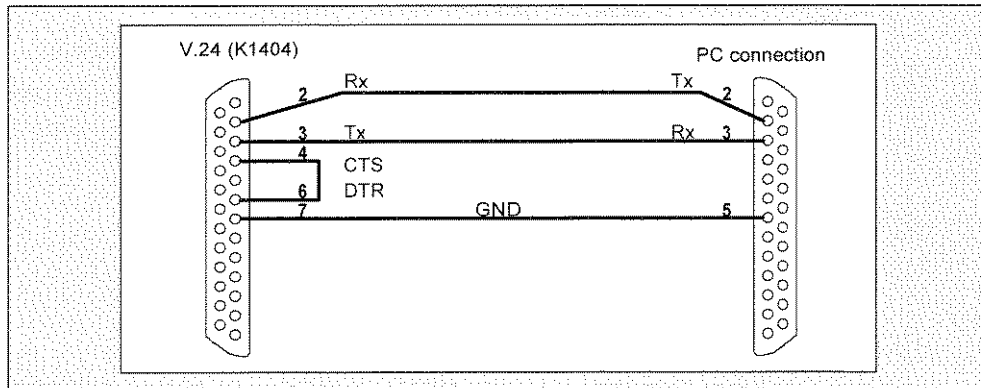 V.24 (K1404)
PC connection
2 Rx Tx 2
3 Tx Rx 3
4 CTS
6 DTR
7 GND 5